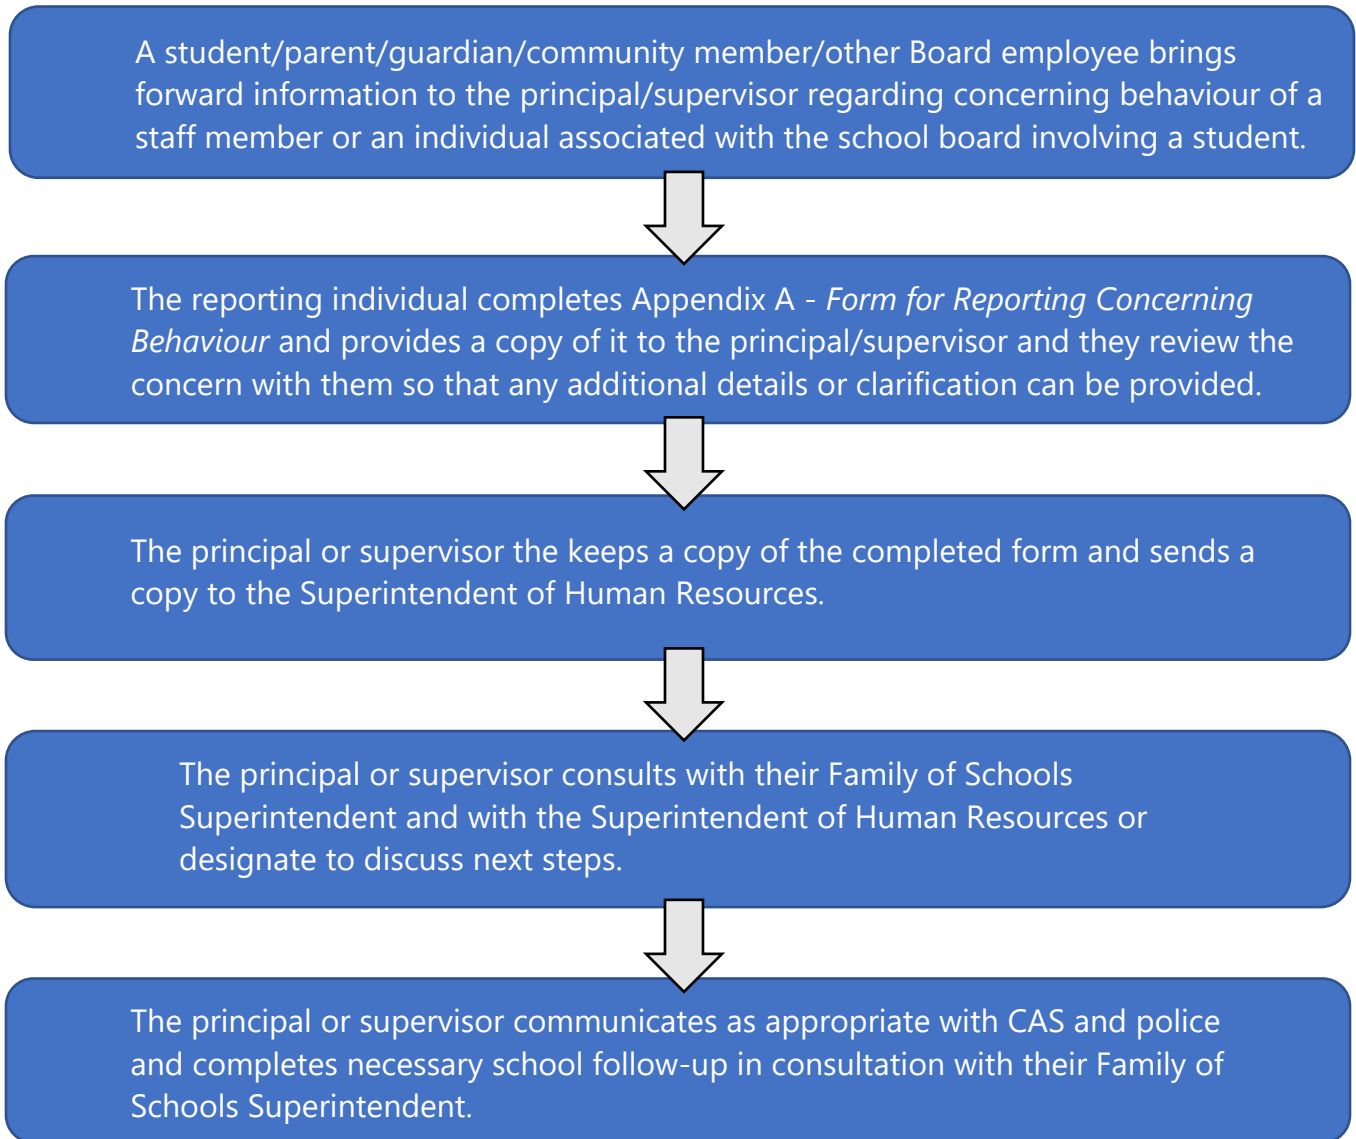 A student/parent/guardian/community member/other Board employee brings
forward information to the principal/supervisor regarding concerning behaviour of a
staff member or an individual associated with the school board involving a student.
The reporting individual completes Appendix A - Form for Reporting Concerning
Behaviour and provides a copy of it to the principal/supervisor and they review the
concern with them so that any additional details or clarification can be provided.
The principal or supervisor the keeps a copy of the completed form and sends a
copy to the Superintendent of Human Resources.
The principal or supervisor consults with their Family of Schools
Superintendent and with the Superintendent of Human Resources or
designate to discuss next steps.
The principal or supervisor communicates as appropriate with CAS and police
and completes necessary school follow-up in consultation with their Family of
Schools Superintendent.